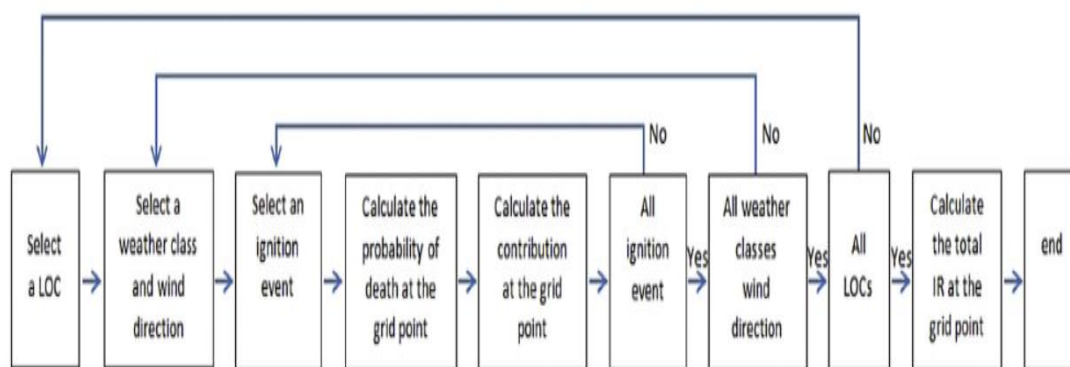 No
No
No
Select
a LOC
Select a
weather class
and wind
direction
Select an
ignition
event
Calculate the
probability of
death at the
grid point
Calculate the
contribution
at the grid
point
All
ignition
event
Yes
All weather
classes
wind
direction
Yes
All
LOCs
Yes
Calculate
the total
IR at the
grid point
end